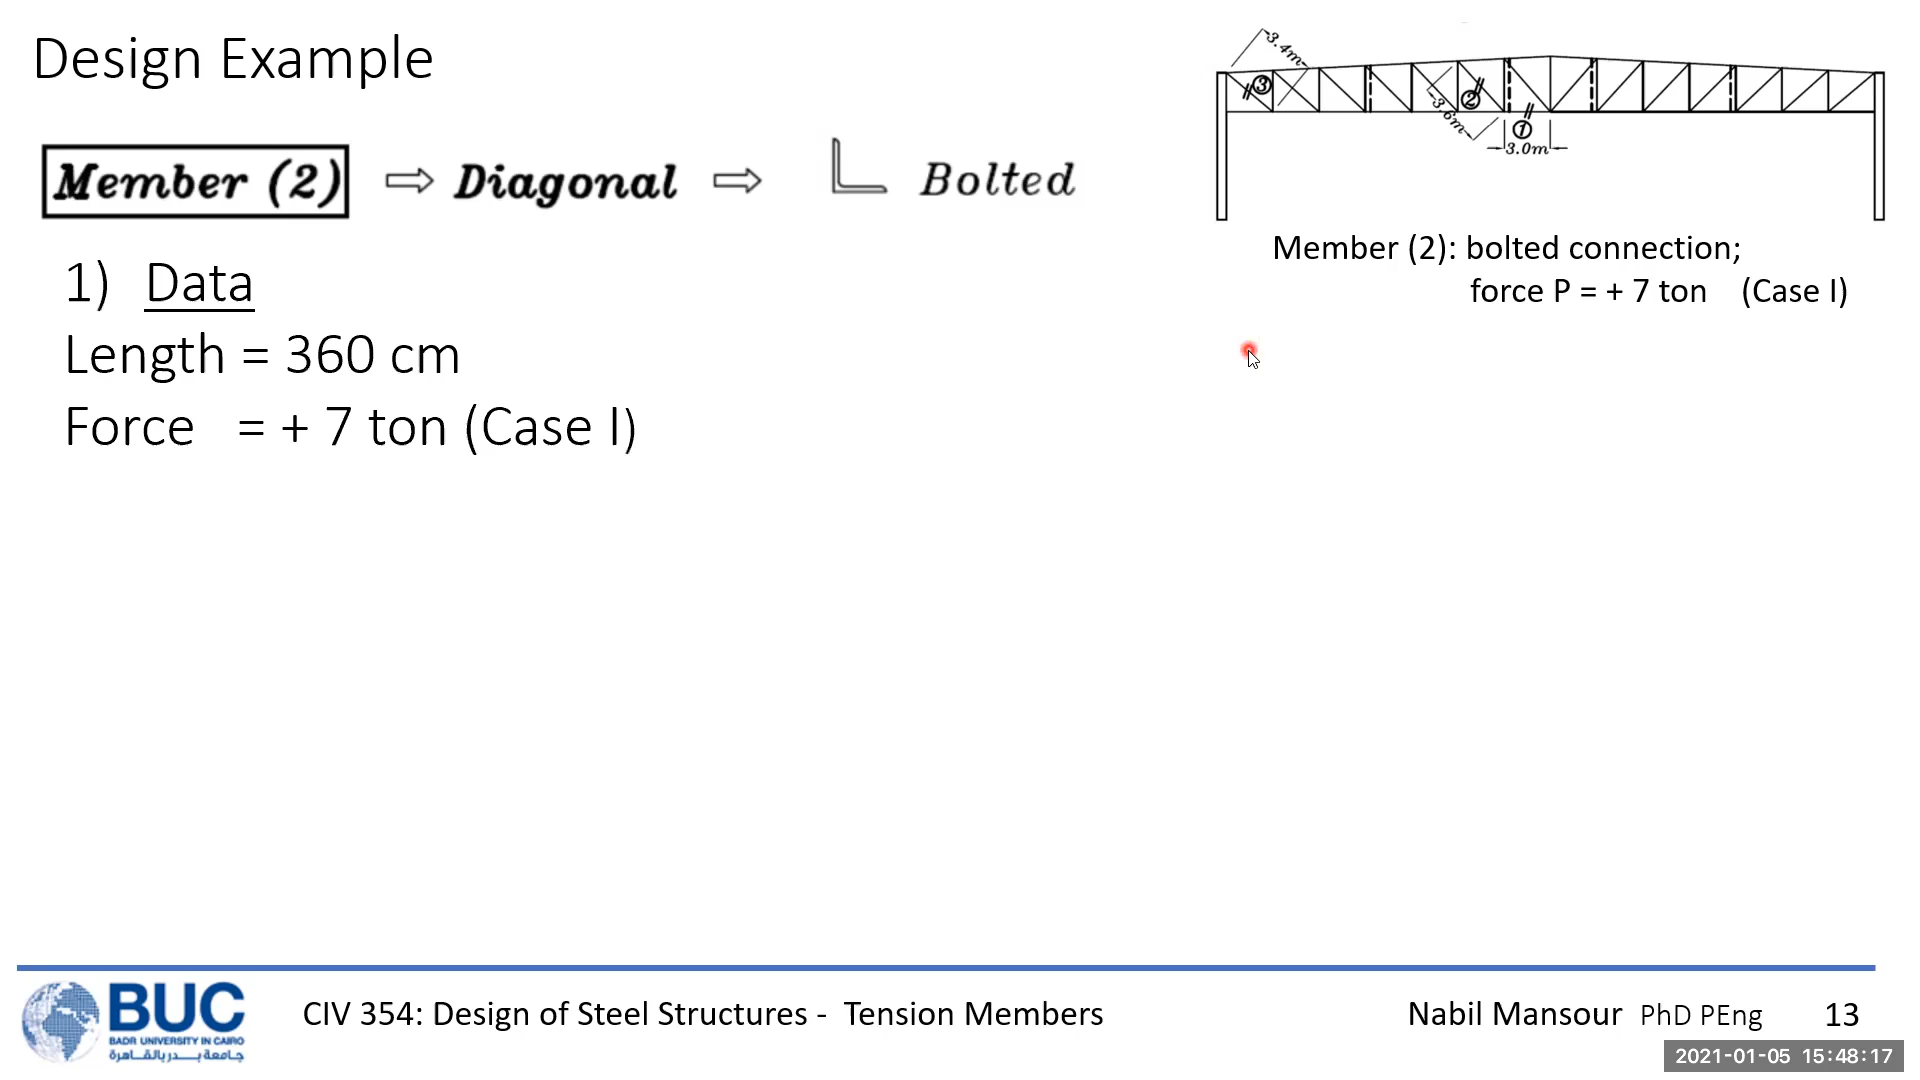 Design Example
Member (2) ⇨ Diagonal ⇨ Bolted
1) Data
Length = 360 cm
Force = + 7 ton (Case I)
3.4m
3
2
3.6m
1
3.0m
Member (2): bolted connection;
force P = + 7 ton (Case I)
BUC
BADR UNIVERSITY IN CAIRO
جامعة بدر بالقاهرة
CIV 354: Design of Steel Structures - Tension Members
Nabil Mansour PhD PEng 13
2021-01-05 15:48:17